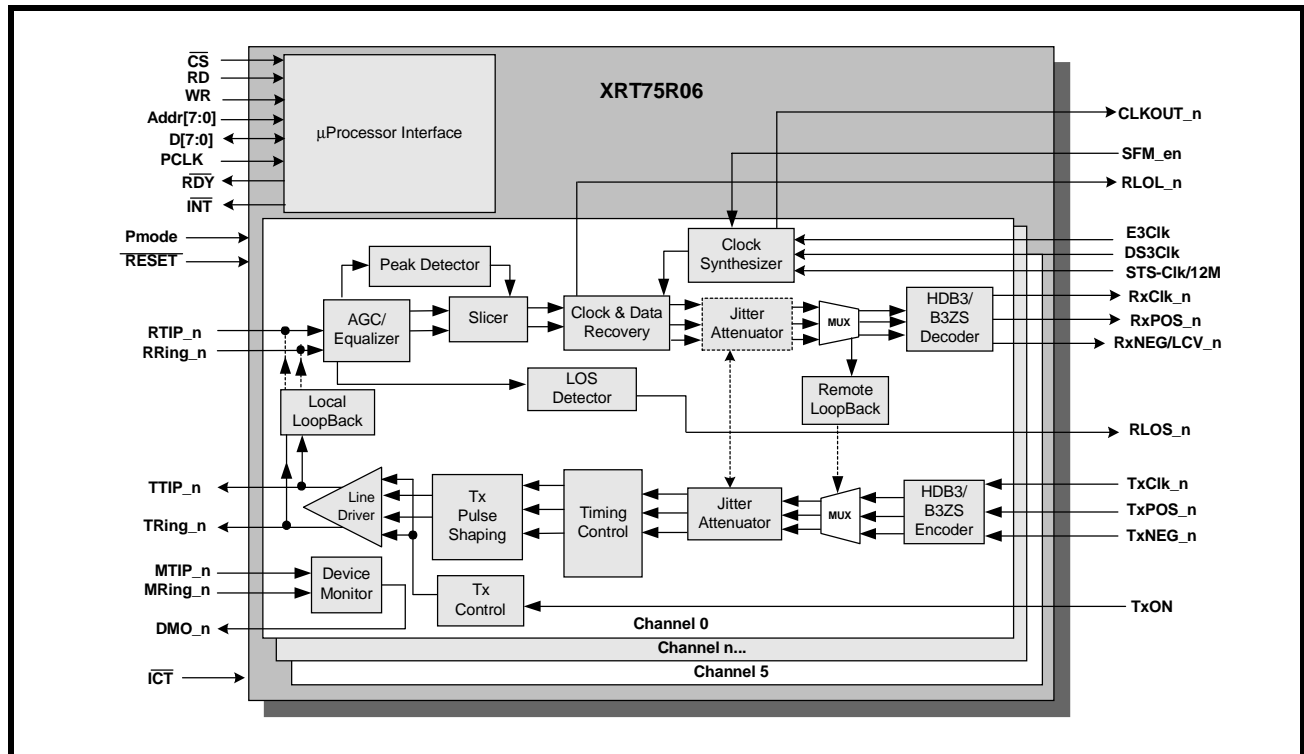 XRT75R06
CS
RD
WR
Addr[7:0]
D[7:0]
PCLK
RDY
INT
µProcessor Interface
Pmode
RESET
CLKOUT_n
SFM_en
RLOL_n
E3Clk
DS3Clk
STS-Clk/12M
Clock
Synthesizer
Peak Detector
RTIP_n
RRing_n
AGC/
Equalizer
Slicer
Clock & Data
Recovery
Jitter
Attenuator
MUX
HDB3/
B3ZS
Decoder
RxClk_n
RxPOS_n
RxNEG/LCV_n
LOS
Detector
Remote
LoopBack
Local
LoopBack
RLOS_n
TTIP_n
TRing_n
Line
Driver
Tx
Pulse
Shaping
Timing
Control
Jitter
Attenuator
MUX
HDB3/
B3ZS
Encoder
TxClk_n
TxPOS_n
TxNEG_n
MTIP_n
MRing_n
Device
Monitor
DMO_n
Tx
Control
TxON
Channel 0
Channel n...
Channel 5
ICT